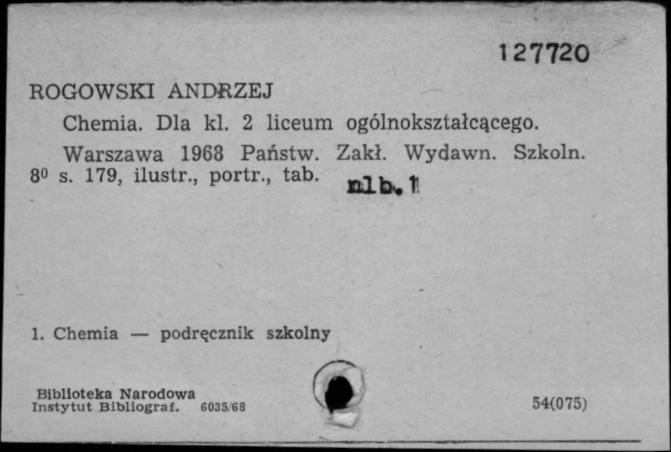 127720
ROGOWSKI ANDRZEJ
Chemia. Dla kl. 2 liceum ogólnokształcącego.
Warszawa 1968 Państw. Zakł. Wydawn. Szkoln.
8⁰ s. 179, ilustr., portr., tab. nlb. 1
1. Chemia — podręcznik szkolny
Biblioteka Narodowa
Instytut Bibliograf. 6035/68
54(075)